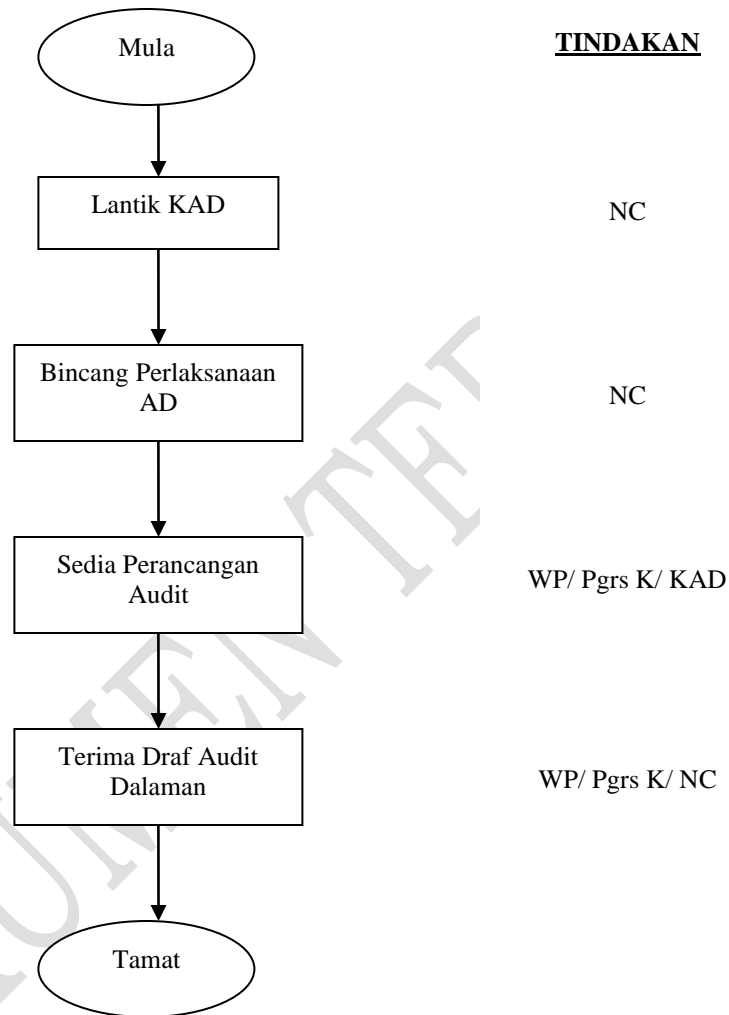 Mula
TINDAKAN
Lantik KAD
NC
Bincang Perlaksanaan
AD
NC
Sedia Perancangan
Audit
WP/ Pgrs K/ KAD
Terima Draf Audit
Dalaman
WP/ Pgrs K/ NC
Tamat